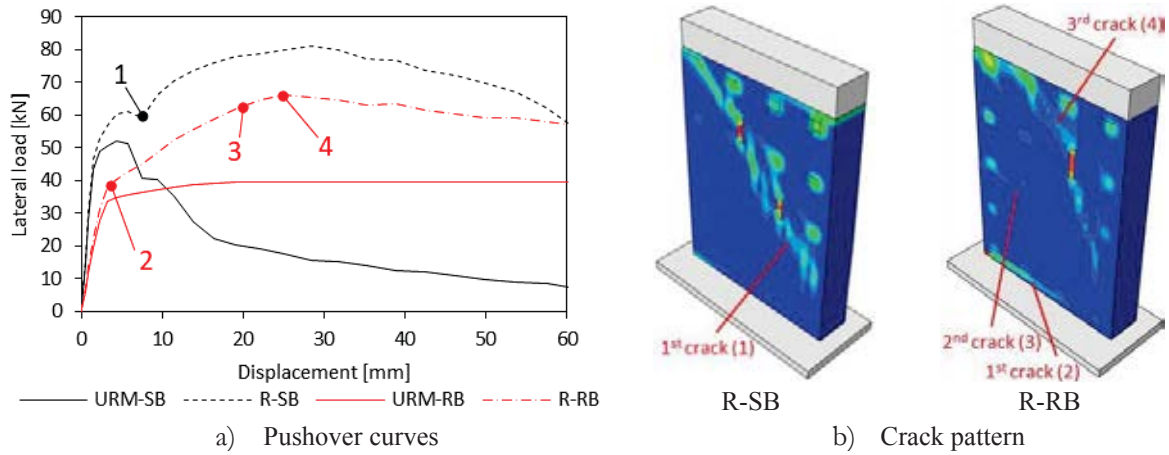 90
80
70
60
50
40
30
20
10
0
Lateral load [kN]
1
2
3
4
0 10 20 30 40 50 60
Displacement [mm]
URM-SB R-SB URM-RB R-RB
a) Pushover curves
3rd crack (4)
1st crack (1)
2nd crack (3)
1st crack (2)
R-SB R-RB
b) Crack pattern